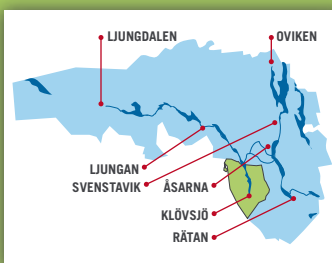 LJUNGDALEN
OVIKEN
LJUNGAN
SVENSTAVIK
ÅSARNA
KLÖVSJÖ
RÄTAN